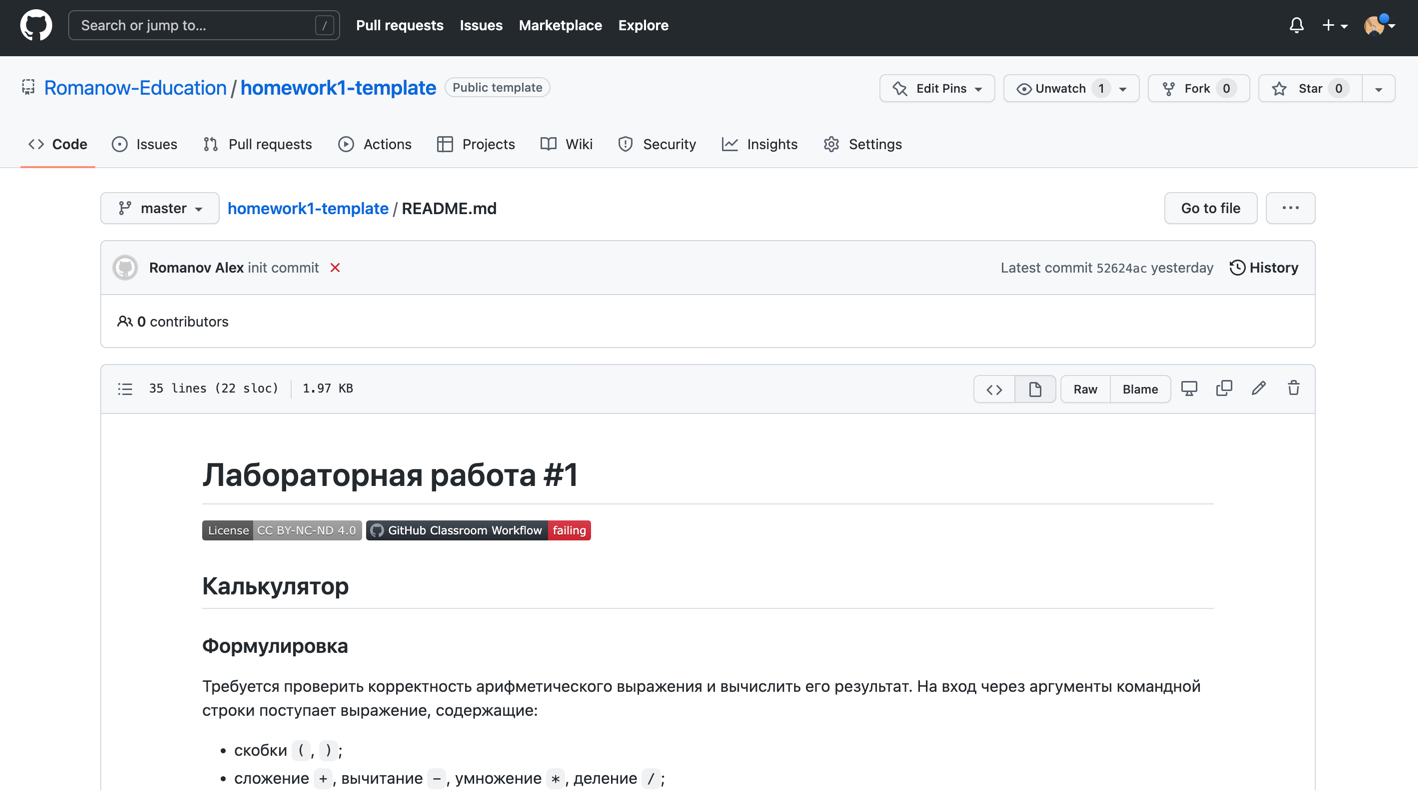 Search or jump to... /
Pull requests Issues Marketplace Explore
Romanow-Education / homework1-template Public template
Edit Pins Unwatch 1 Fork 0 Star 0
Code Issues Pull requests Actions Projects Wiki Security Insights Settings
master homework1-template / README.md Go to file ...
Romanov Alex init commit Latest commit 52624ac yesterday History
0 contributors
35 lines (22 sloc) 1.97 KB <> Raw Blame
Лабораторная работа #1
License CC BY-NC-ND 4.0 GitHub Classroom Workflow failing
Калькулятор
Формулировка
Требуется проверить корректность арифметического выражения и вычислить его результат. На вход через аргументы командной
строки поступает выражение, содержащие:
• скобки ( , ) ;
• сложение + , вычитание - , умножение * , деление / ;